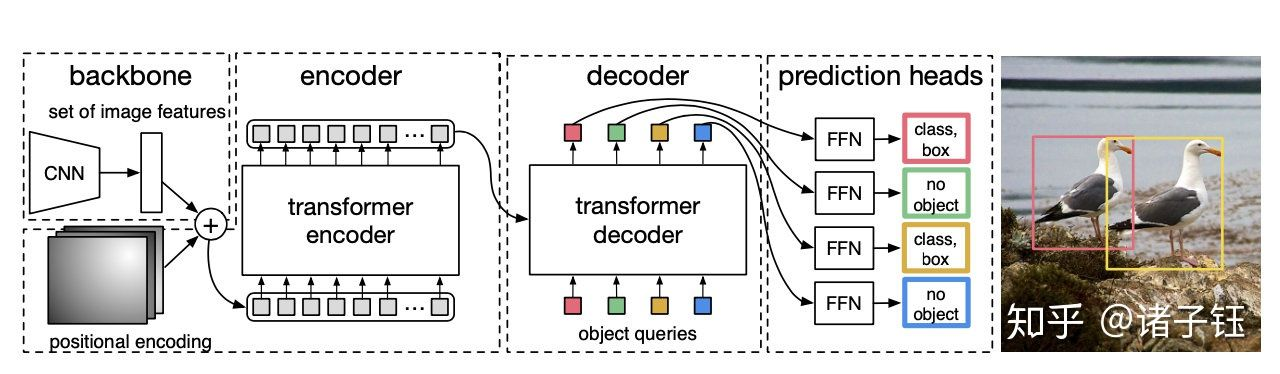 backbone
set of image features
CNN
+
positional encoding
encoder
...
transformer
encoder
...
decoder
transformer
decoder
object queries
prediction heads
FFN
class,
box
FFN
no
object
FFN
class,
box
FFN
no
object
知乎 @诸子钰